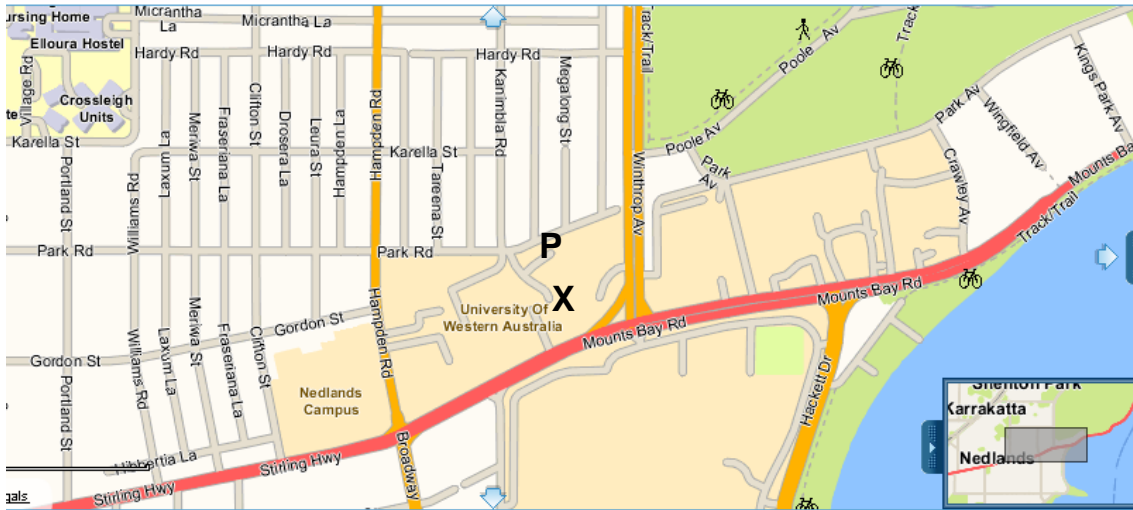 ursing Home
Micrantha
La
Micrantha La
Track/Trail
Poole Av
Track
Elloura Hostel
Hardy Rd
Hardy Rd
Hardy Rd
Village Rd
Crossleigh
Units
Clifton St
Hampden Rd
Kanimbla Rd
Megalong St
Kings Park Av
Wingfield Av
Park Av
Karella St
Laxum La
Meriwa St
Fraseriana La
Drosera La
Leura St
Hampden La
Karella St
Poole Av
Park
Av
Winthrop Av
Crawley Av
Mounts Ba
Portland St
Williams Rd
Tareena St
Track/Trail
Park Rd
Park Rd
P
X
University Of
Western Australia
Mounts Bay Rd
Mounts Bay Rd
Gordon St
Gordon St
Hampden Rd
Portland St
Williams Rd
Laxum La
Meriwa St
Fraseriana La
Clifton St
Nedlands
Campus
Hackett Dr
Hibbertia La
Stirling Hwy
Stirling Hwy
Broadway
Shenton Park
Karrakatta
Nedlands